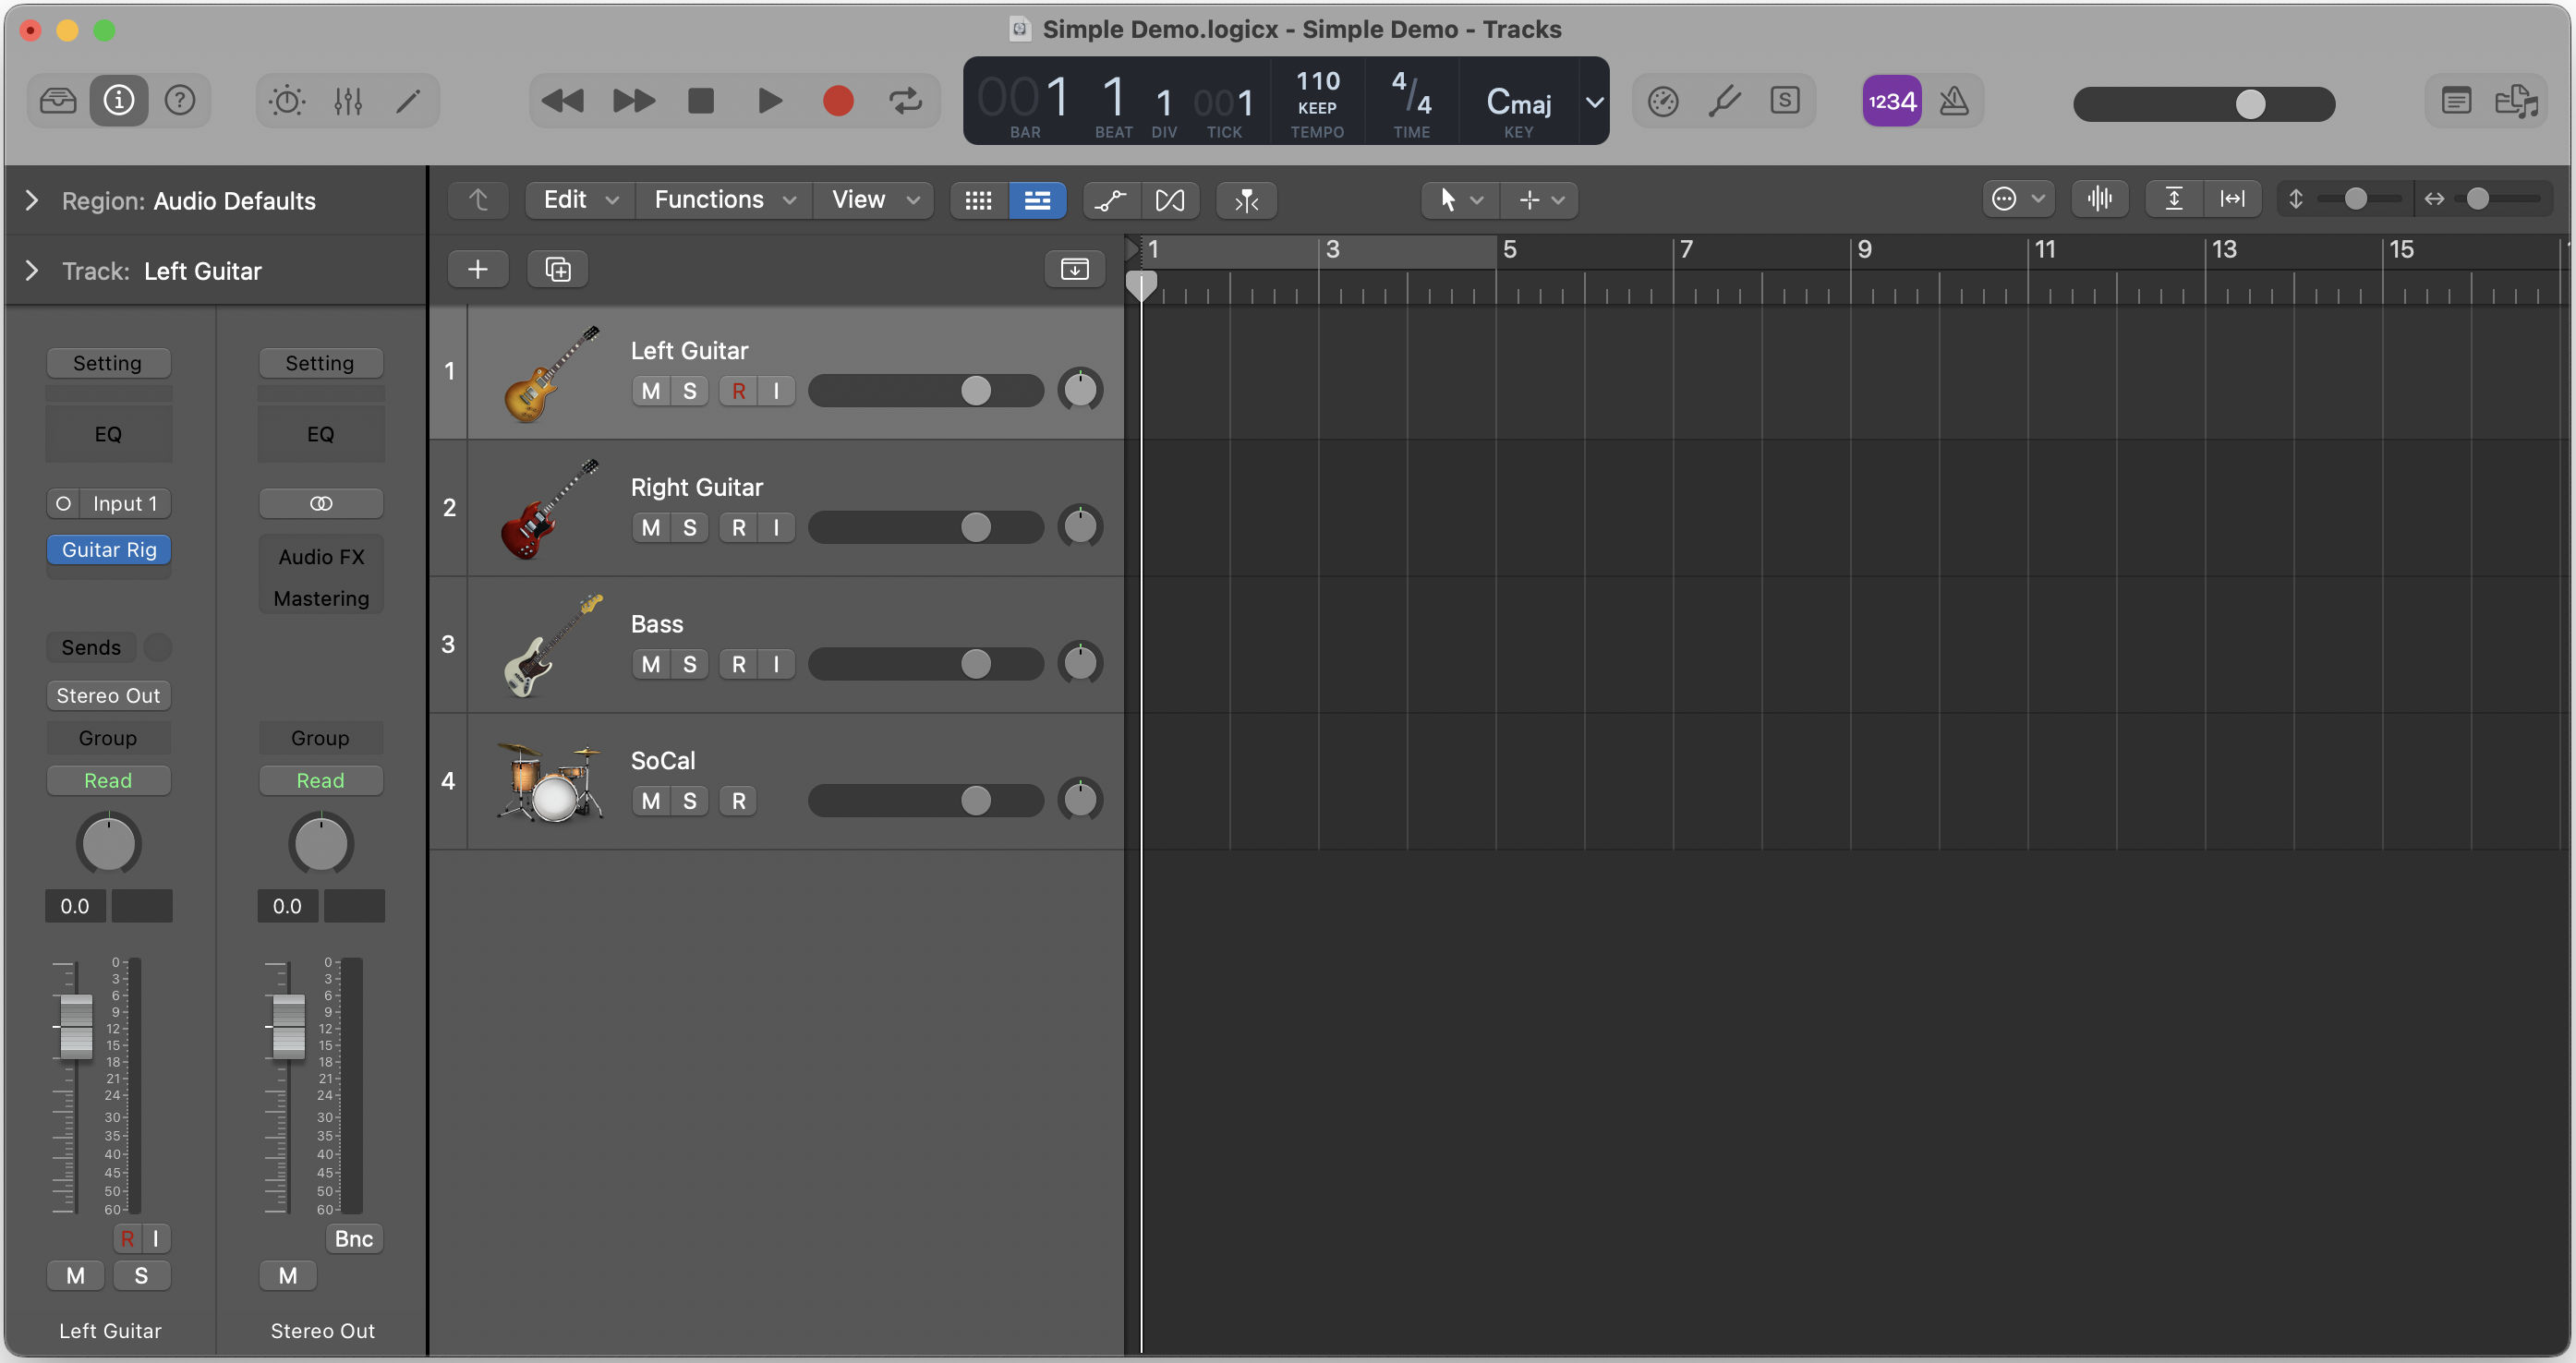 Simple Demo.logicx - Simple Demo - Tracks
001 1 1 001 110 KEEP 4/4 Cmaj
BAR BEAT DIV TICK TEMPO TIME KEY
S
1234
Region: Audio Defaults
Edit Functions View
Track: Left Guitar
1 3 5 7 9 11 13 15
Setting Setting
EQ EQ
Input 1
Guitar Rig
Audio FX
Mastering
Sends
Stereo Out
Group Group
Read Read
0.0 0.0
0 0
3 3
6 6
9 9
12 12
15 15
18 18
21 21
24 24
30 30
35 35
40 40
45 45
50 50
60 60
R I Bnc
M S M
Left Guitar Stereo Out
1 Left Guitar
M S R I
2 Right Guitar
M S R I
3 Bass
M S R I
4 SoCal
M S R